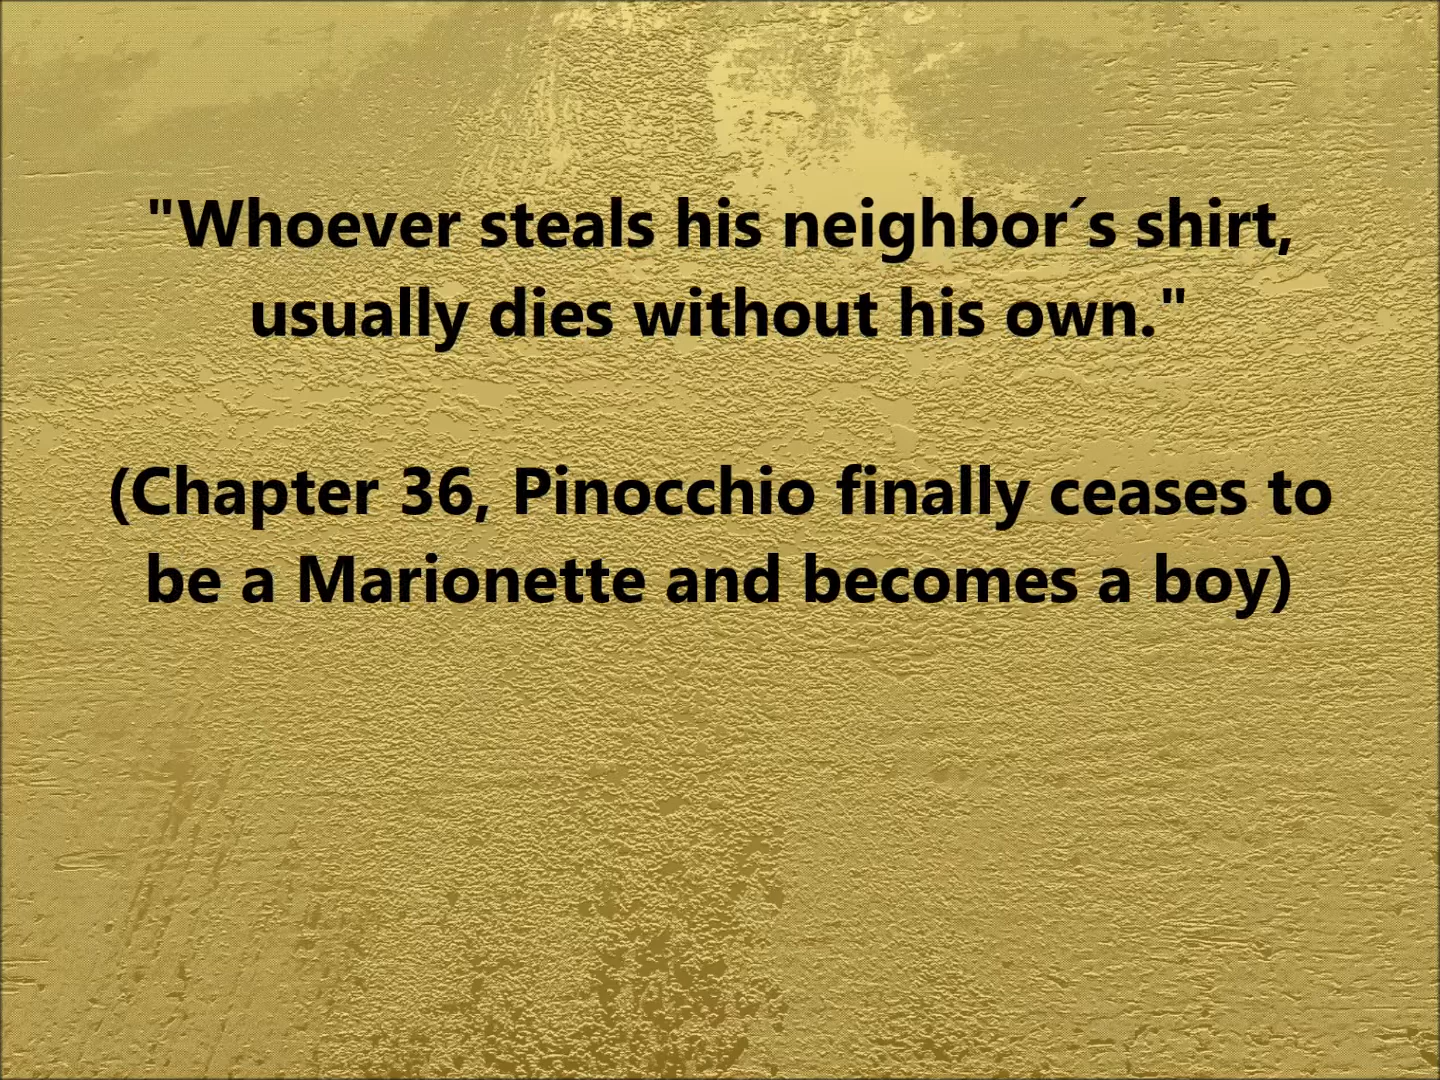 "Whoever steals his neighbor´s shirt,
usually dies without his own."
(Chapter 36, Pinocchio finally ceases to
be a Marionette and becomes a boy)